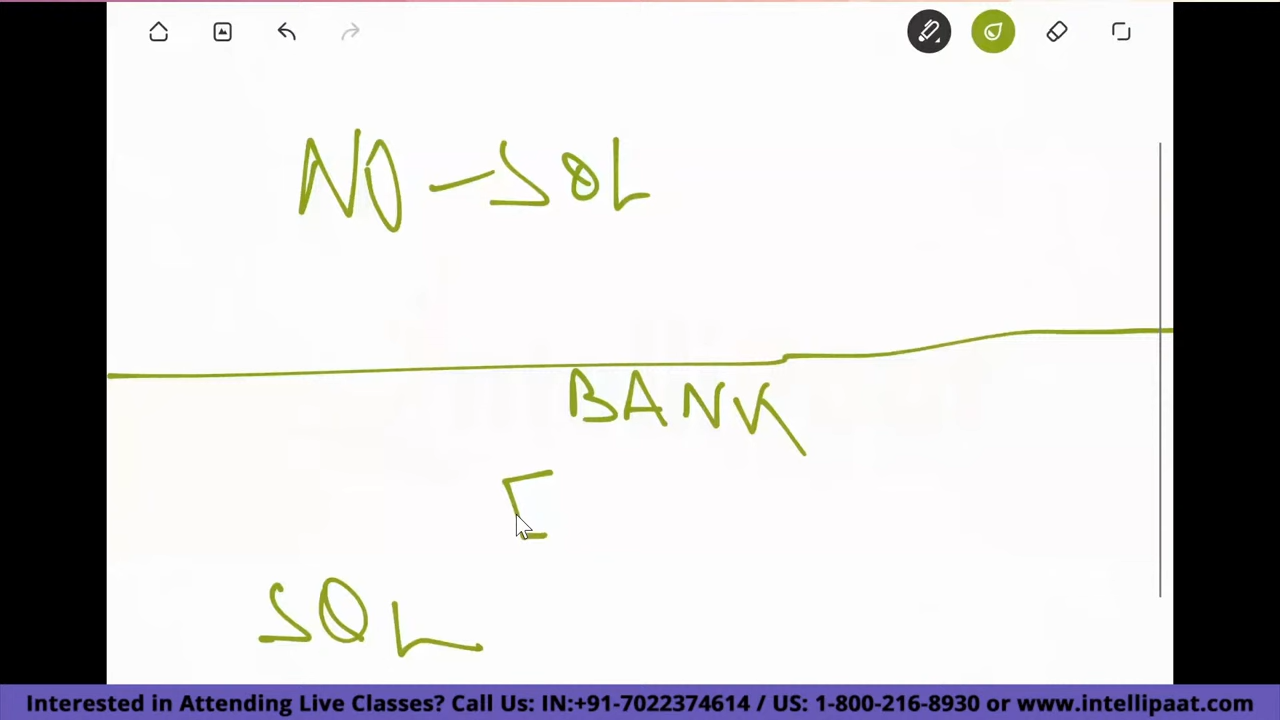 NO-SQL
BANK
SQL
Interested in Attending Live Classes? Call Us: IN:+91-7022374614 / US: 1-800-216-8930 or www.intellipaat.com